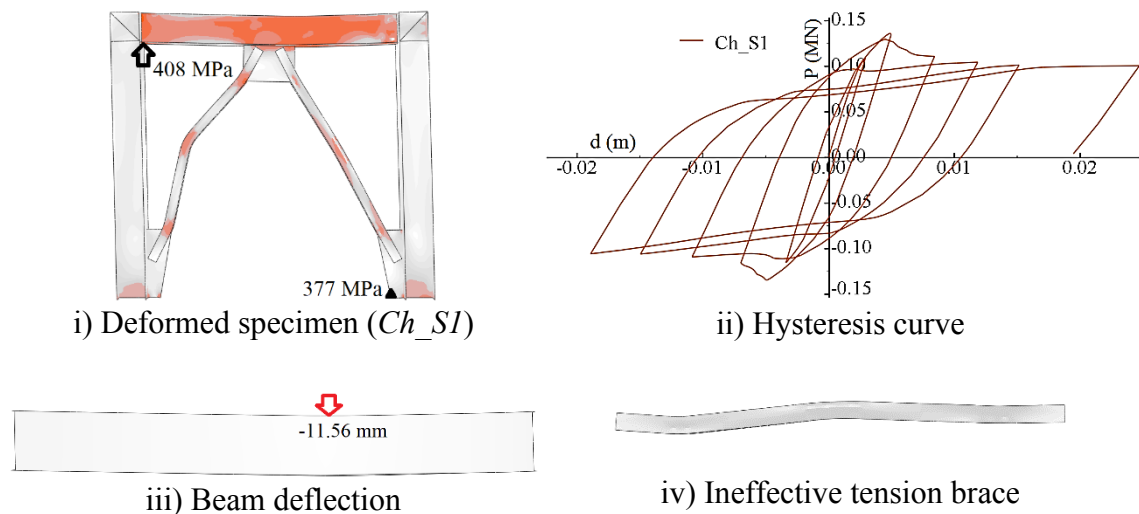 408 MPa
377 MPa
i) Deformed specimen (Ch_S1)
Ch_S1
P (MN)
0.15
0.10
0.05
0.00
-0.05
-0.10
-0.15
d (m)
-0.02
-0.01
0.00
0.01
0.02
ii) Hysteresis curve
-11.56 mm
iii) Beam deflection
iv) Ineffective tension brace